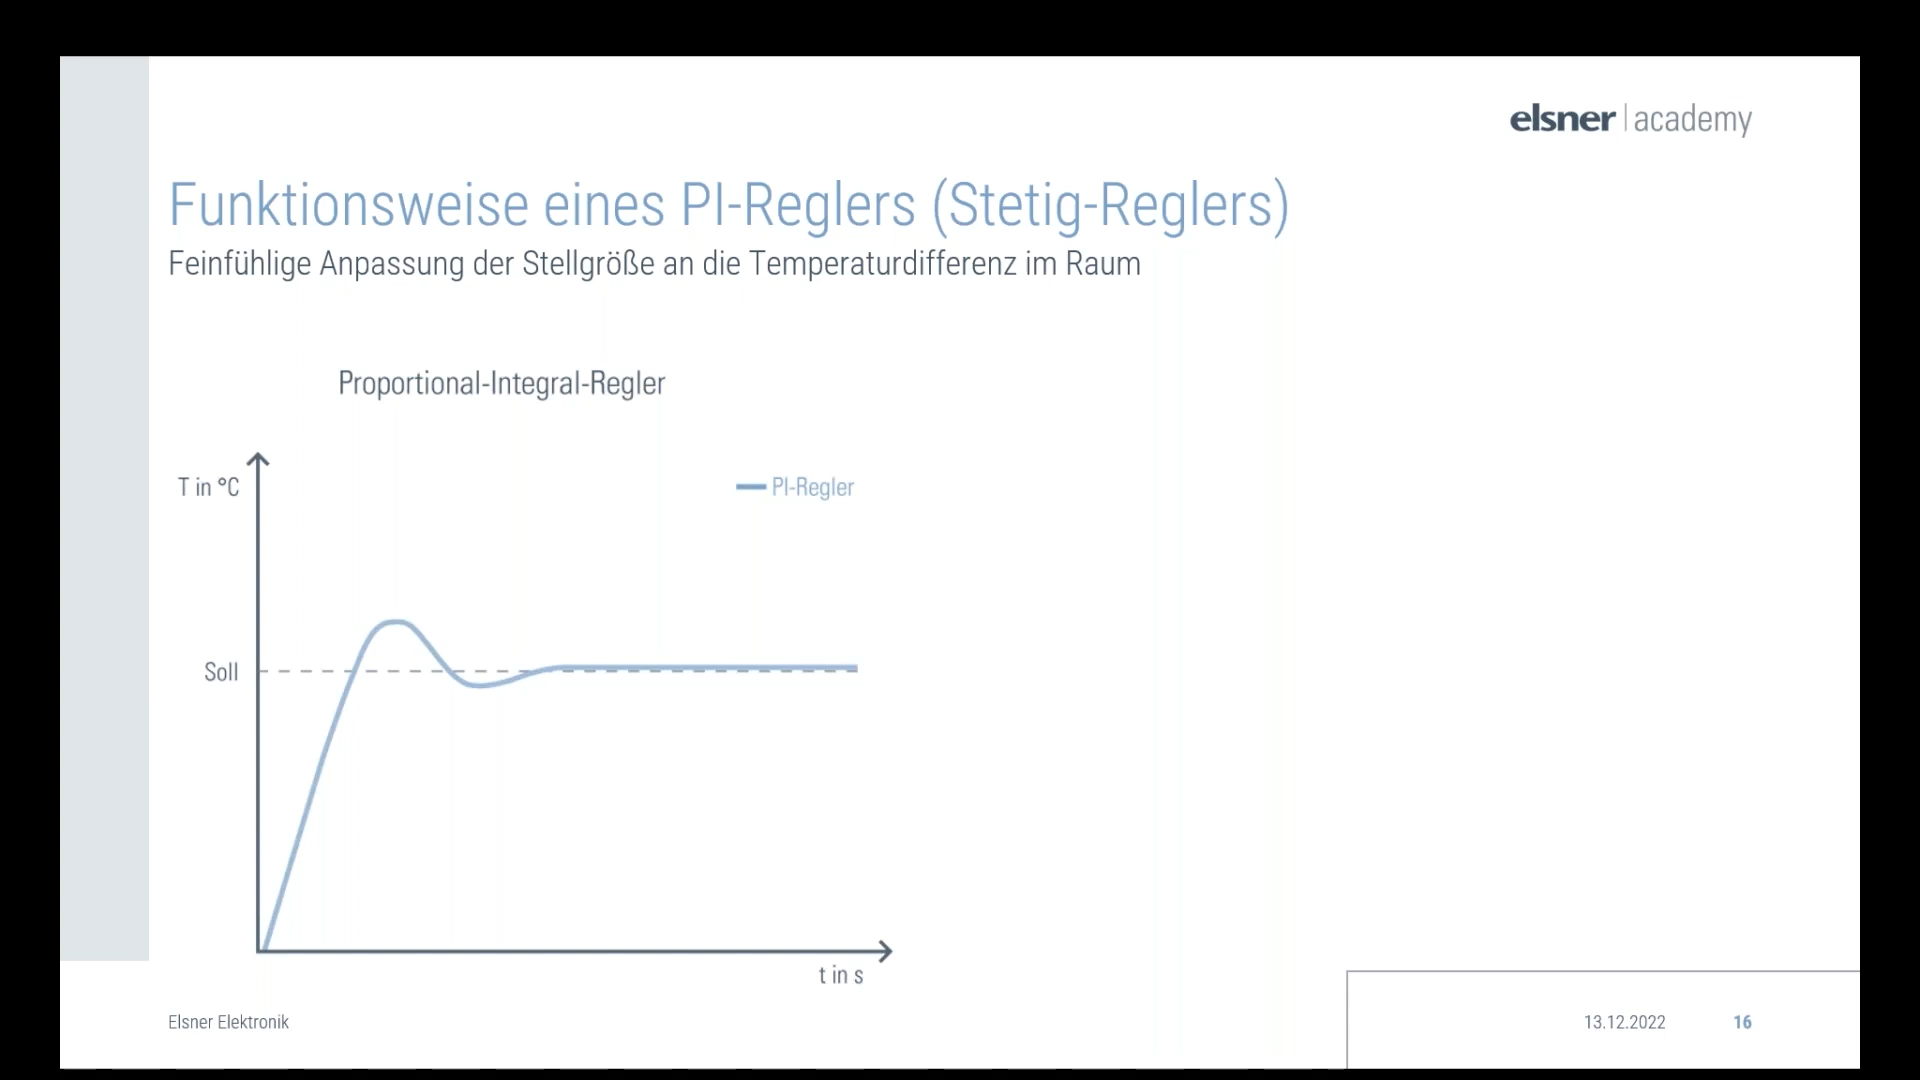 elsner | academy
Funktionsweise eines PI-Reglers (Stetig-Reglers)
Feinfühlige Anpassung der Stellgröße an die Temperaturdifferenz im Raum
Proportional-Integral-Regler
T in °C
PI-Regler
Soll
t in s
Elsner Elektronik
13.12.2022
16